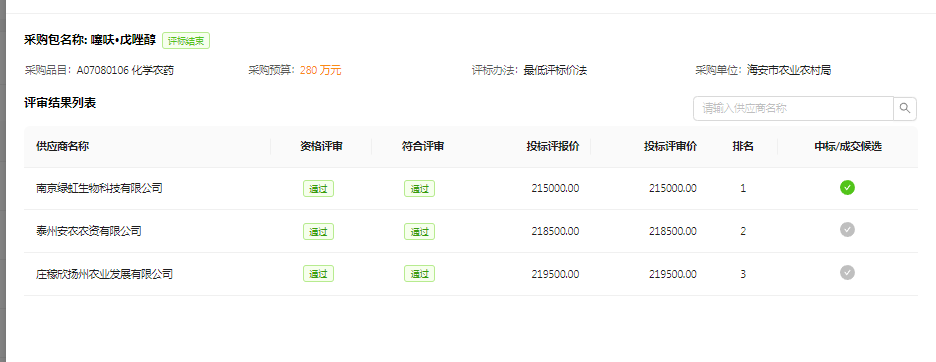 采购包名称: 噻呋•戊唑醇 评标结束
采购品目: A07080106 化学农药 采购预算: 280 万元 评标办法: 最低评标价法 采购单位: 海安市农业农村局
评审结果列表
请输入供应商名称
供应商名称 资格评审 符合评审 投标评报价 投标评审价 排名 中标/成交候选
南京绿虹生物科技有限公司 通过 通过 215000.00 215000.00 1
泰州安农农资有限公司 通过 通过 218500.00 218500.00 2
庄稼欣扬州农业发展有限公司 通过 通过 219500.00 219500.00 3